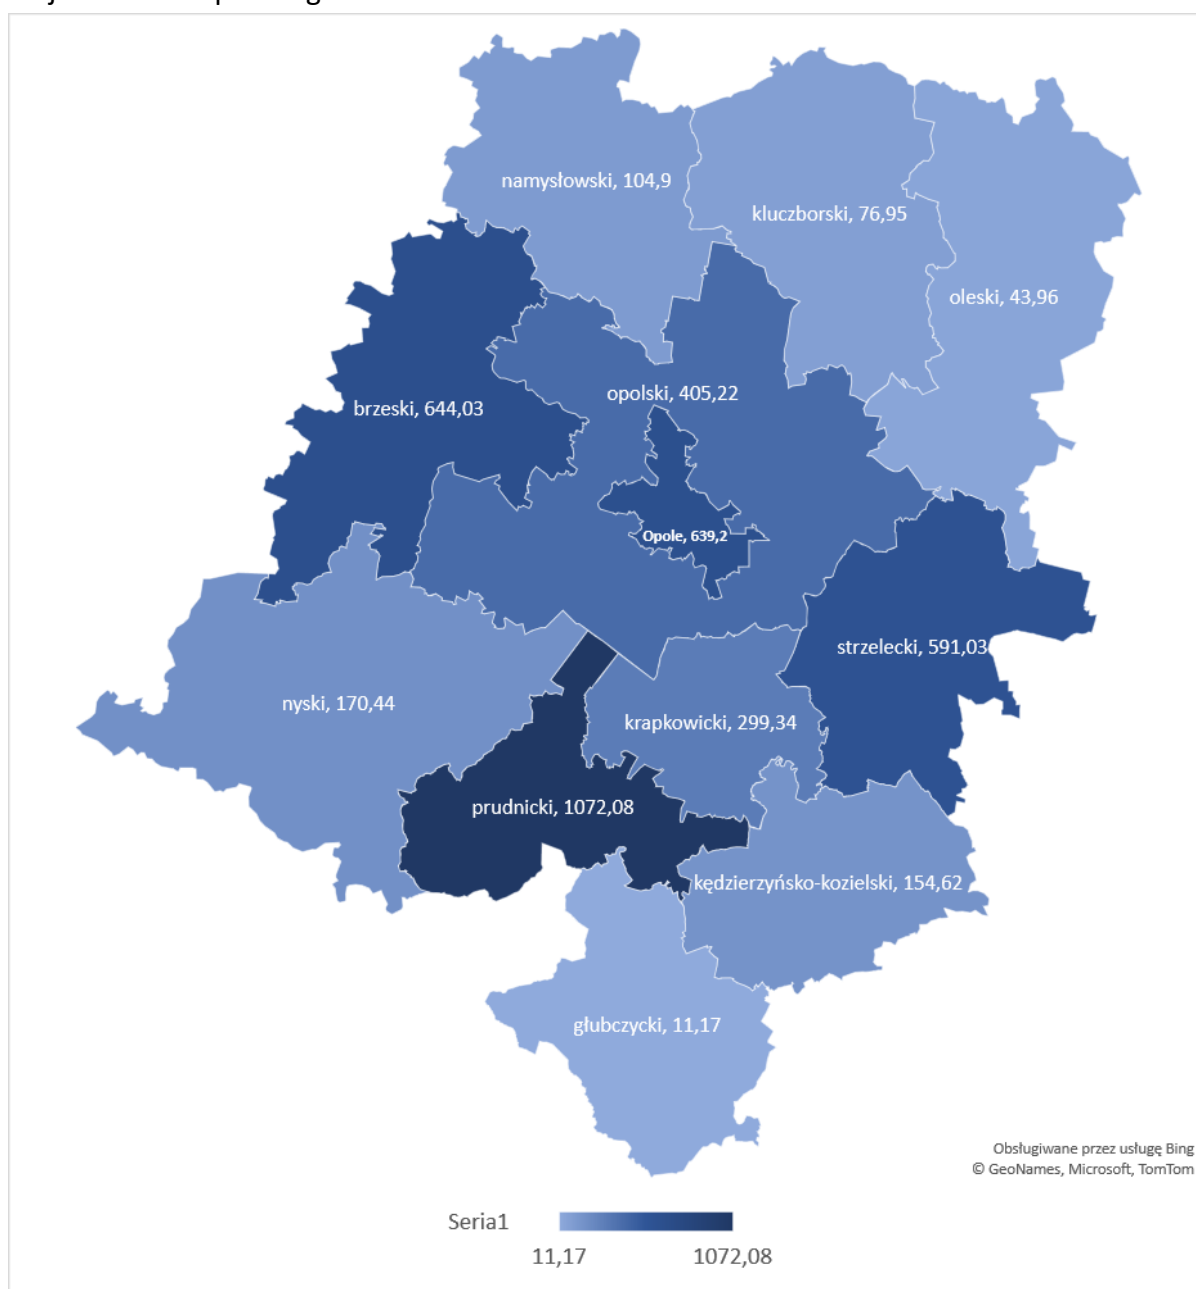 namysłowski, 104,9
kluczborski, 76,95
oleski, 43,96
opolski, 405,22
brzeski, 644,03
Opole, 639,2
strzelecki, 591,03
nyski, 170,44
krapkowicki, 299,34
prudnicki, 1072,08
kędzierzyńsko-kozielski, 154,62
głubczycki, 11,17
Obsługiwane przez usługę Bing
© GeoNames, Microsoft, TomTom
Seria1
11,17 1072,08